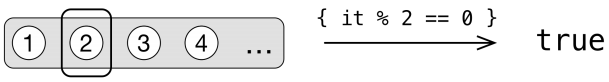 { it % 2 == 0 }
1 2 3 4 ... true